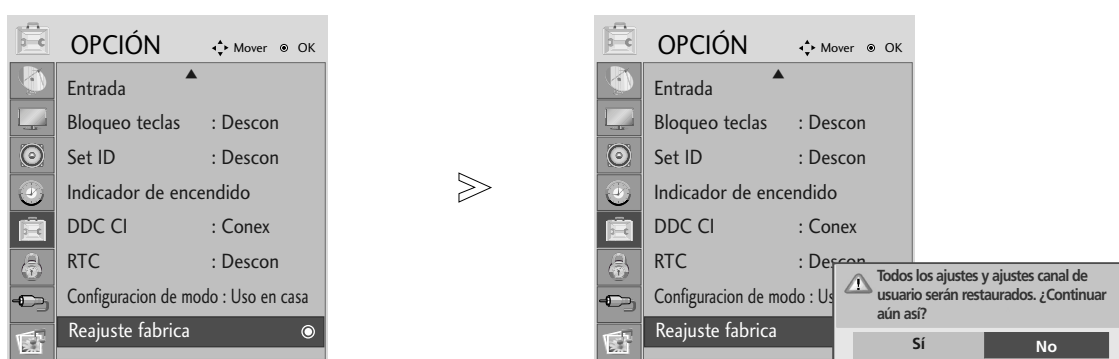 OPCIÓN Mover OK
Entrada
Bloqueo teclas : Descon
Set ID : Descon
Indicador de encendido
DDC CI : Conex
RTC : Descon
Configuracion de modo : Uso en casa
Reajuste fabrica
OPCIÓN Mover OK
Entrada
Bloqueo teclas : Descon
Set ID : Descon
Indicador de encendido
DDC CI : Conex
RTC
Configuracion de modo
Reajuste fabrica
Todos los ajustes y ajustes canal de
usuario serán restaurados. ¿Continuar
aún así?
Sí No